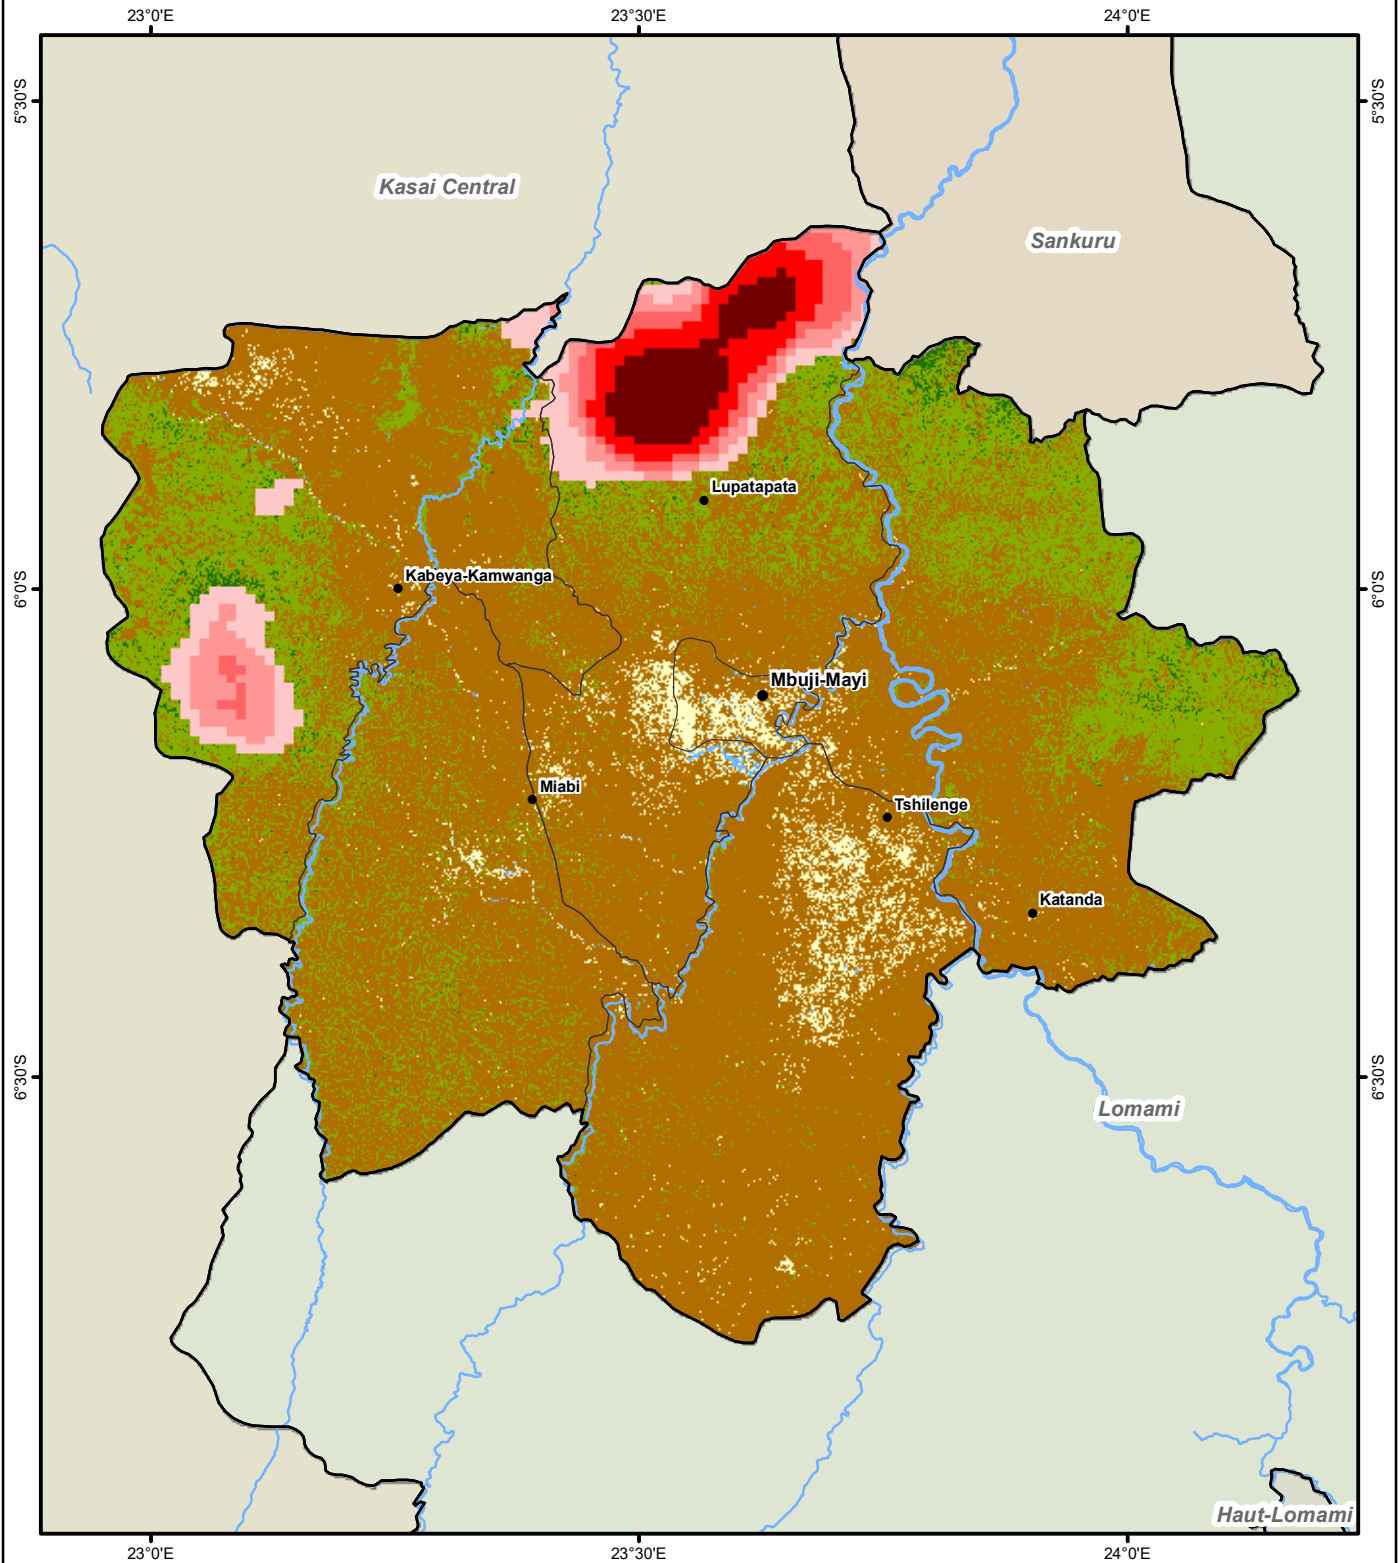 23°0'E 23°30'E 24°0'E
5°30'S 5°30'S
Kasai Central
Sankuru
Lupatapata
Kabeya-Kamwanga
6°0'S 6°0'S
Mbuji-Mayi
Miabi
Tshilenge
Katanda
6°30'S 6°30'S
Lomami
Haut-Lomami
23°0'E 23°30'E 24°0'E